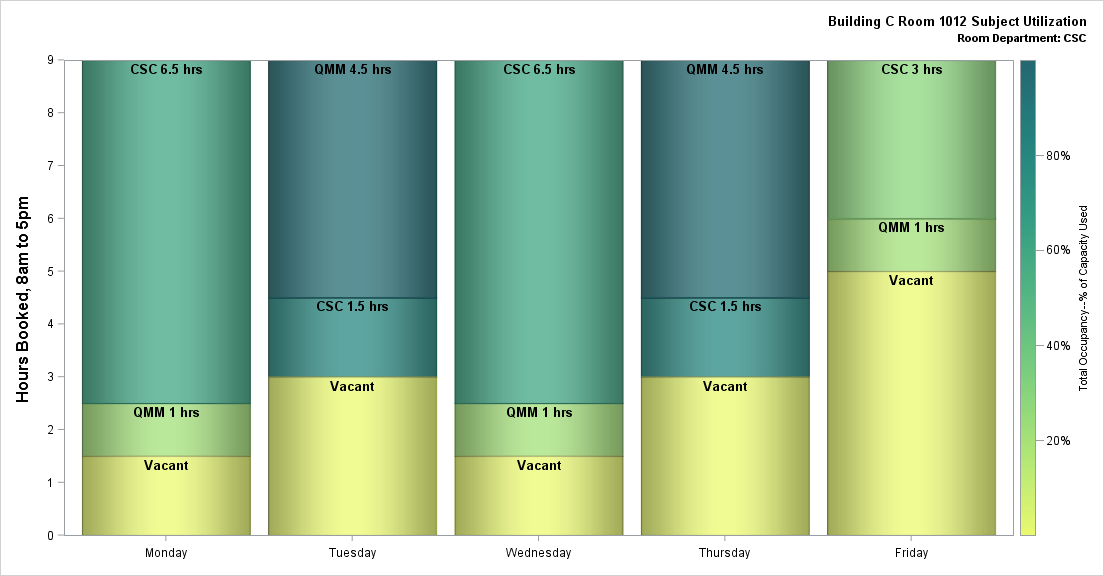 Building C Room 1012 Subject Utilization
Room Department: CSC
Hours Booked, 8am to 5pm
9
8
7
6
5
4
3
2
1
0
CSC 6.5 hrs
QMM 1 hrs
Vacant
QMM 4.5 hrs
CSC 1.5 hrs
Vacant
CSC 6.5 hrs
QMM 1 hrs
Vacant
QMM 4.5 hrs
CSC 1.5 hrs
Vacant
CSC 3 hrs
QMM 1 hrs
Vacant
Monday
Tuesday
Wednesday
Thursday
Friday
80%
60%
40%
20%
Total Occupancy--% of Capacity Used